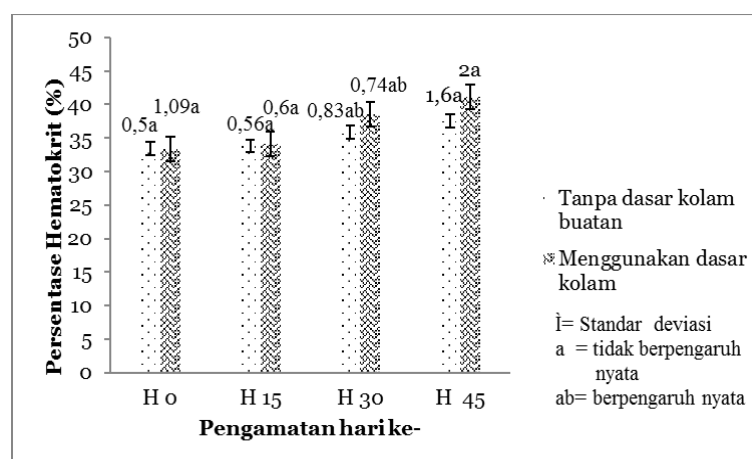 Persentase Hematokrit (%)
50
45
40
35
30
25
20
15
10
5
0
0,5a
1,09a
0,56a
0,6a
0,83ab
0,74ab
1,6a
2a
H 0
H 15
H 30
H 45
Pengamatan hari ke-
Tanpa dasar kolam
buatan
Menggunakan dasar
kolam
Ì= Standar deviasi
a = tidak berpengaruh
nyata
ab= berpengaruh nyata